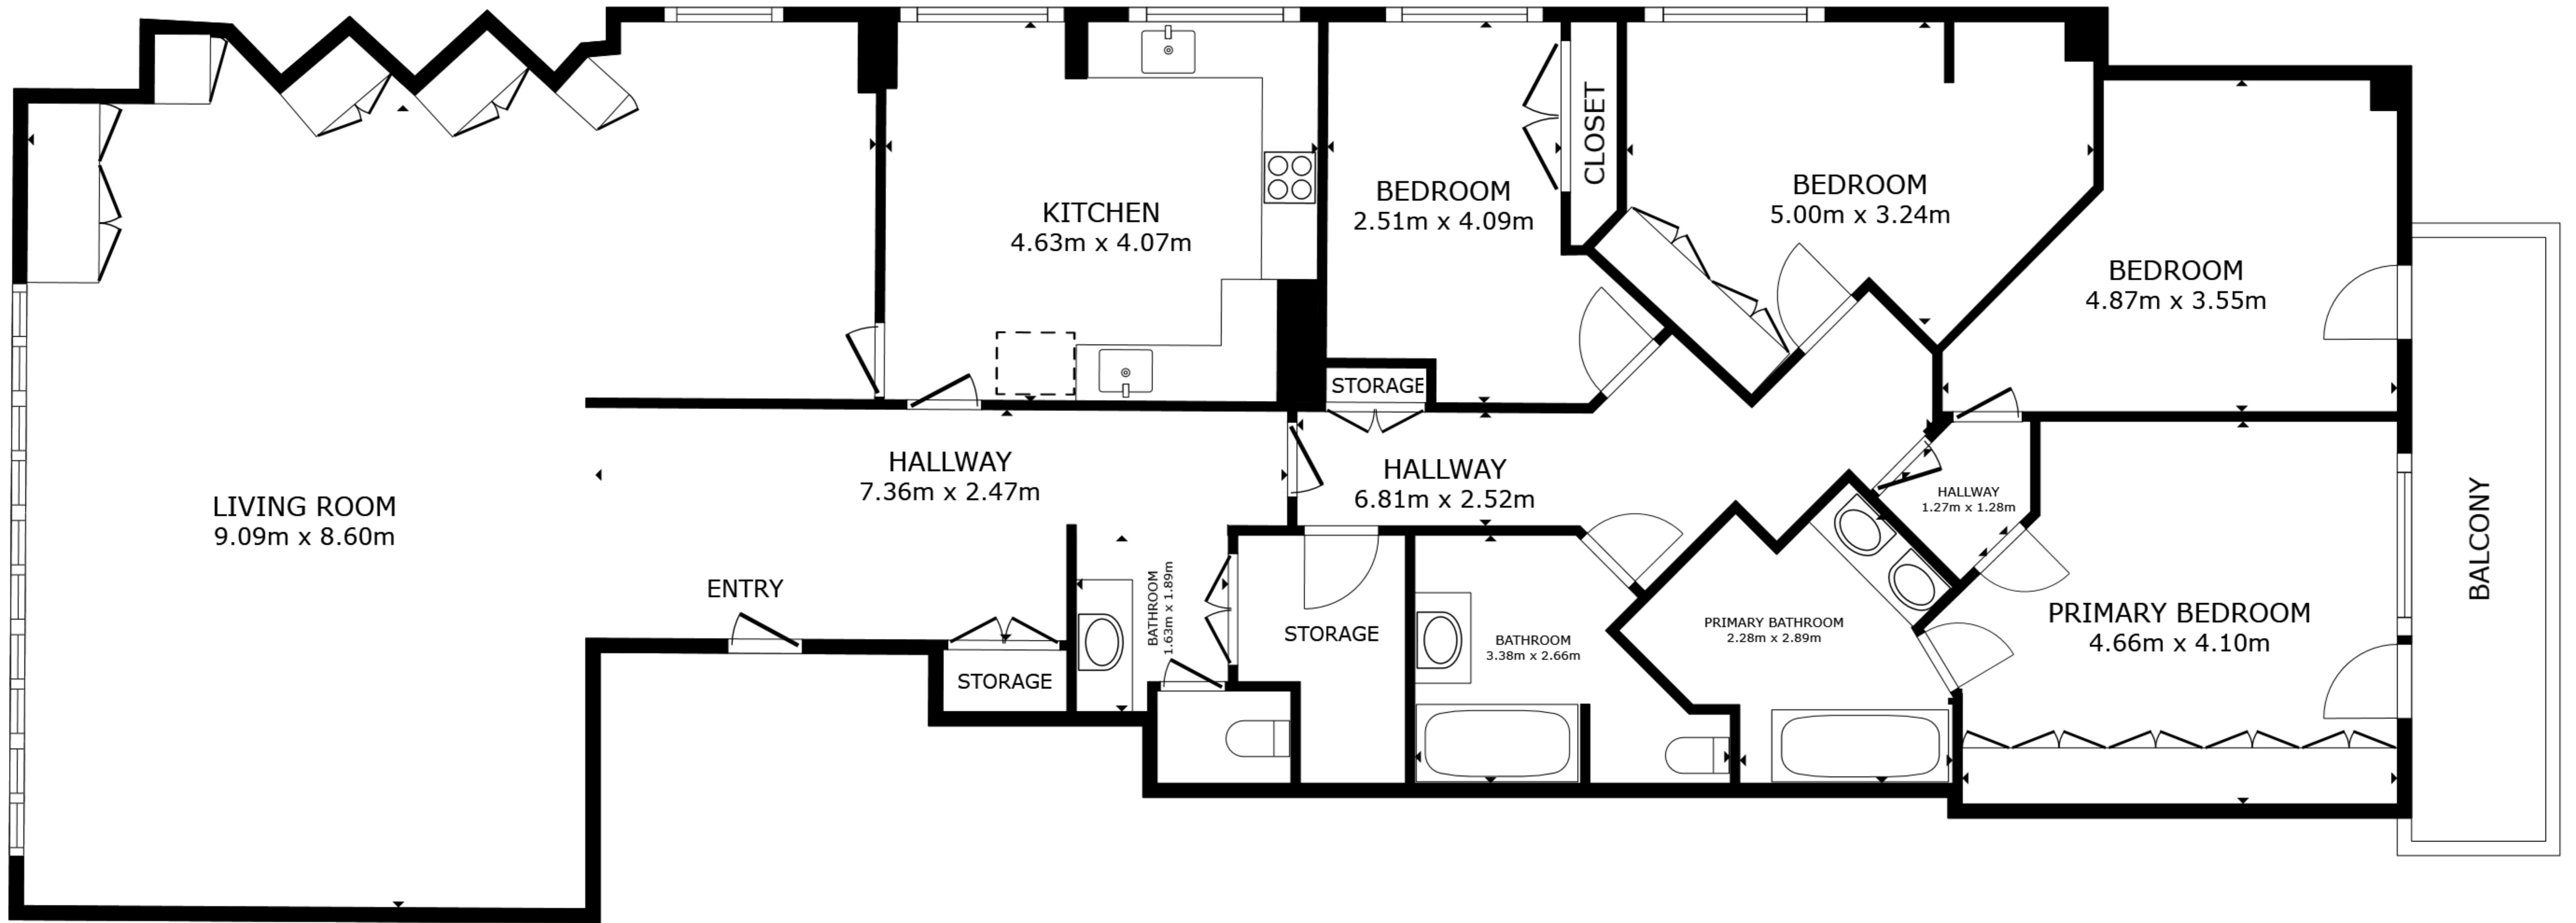 LIVING ROOM
9.09m x 8.60m
KITCHEN
4.63m x 4.07m
BEDROOM
2.51m x 4.09m
CLOSET
BEDROOM
5.00m x 3.24m
BEDROOM
4.87m x 3.55m
STORAGE
HALLWAY
7.36m x 2.47m
HALLWAY
6.81m x 2.52m
HALLWAY
1.27m x 1.28m
BALCONY
ENTRY
STORAGE
BATHROOM
1.63m x 1.89m
STORAGE
BATHROOM
3.38m x 2.66m
PRIMARY BATHROOM
2.28m x 2.89m
PRIMARY BEDROOM
4.66m x 4.10m